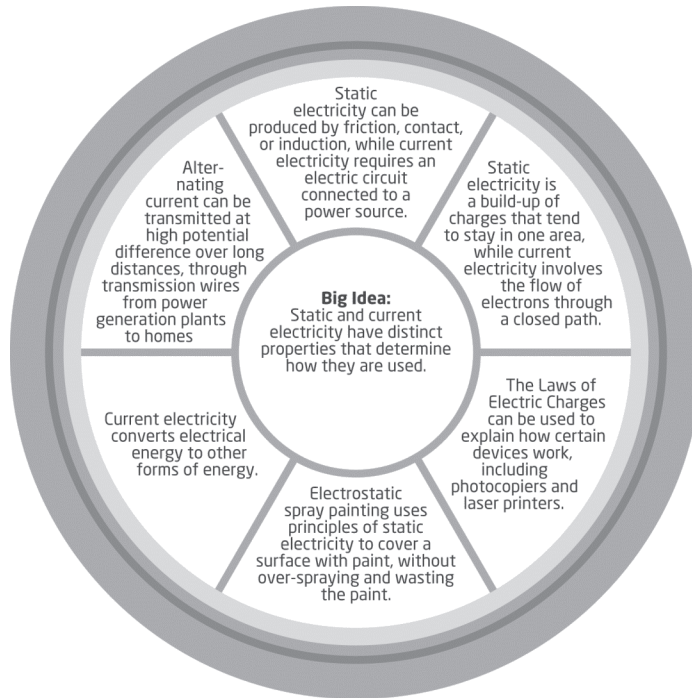 Big Idea:
Static and current
electricity have distinct
properties that determine
how they are used.
Static
electricity can be
produced by friction, contact,
or induction, while current
electricity requires an
electric circuit
connected to a
power source.
Static
electricity is
a build-up of
charges that tend
to stay in one area,
while current
electricity involves
the flow of
electrons through
a closed path.
The Laws of
Electric Charges
can be used to
explain how certain
devices work,
including
photocopiers and
laser printers.
Electrostatic
spray painting uses
principles of static
electricity to cover a
surface with paint, without
over-spraying and wasting
the paint.
Current electricity
converts electrical
energy to other
forms of energy.
Alter-
nating
current can be
transmitted at
high potential
difference over long
distances, through
transmission wires
from power
generation plants
to homes